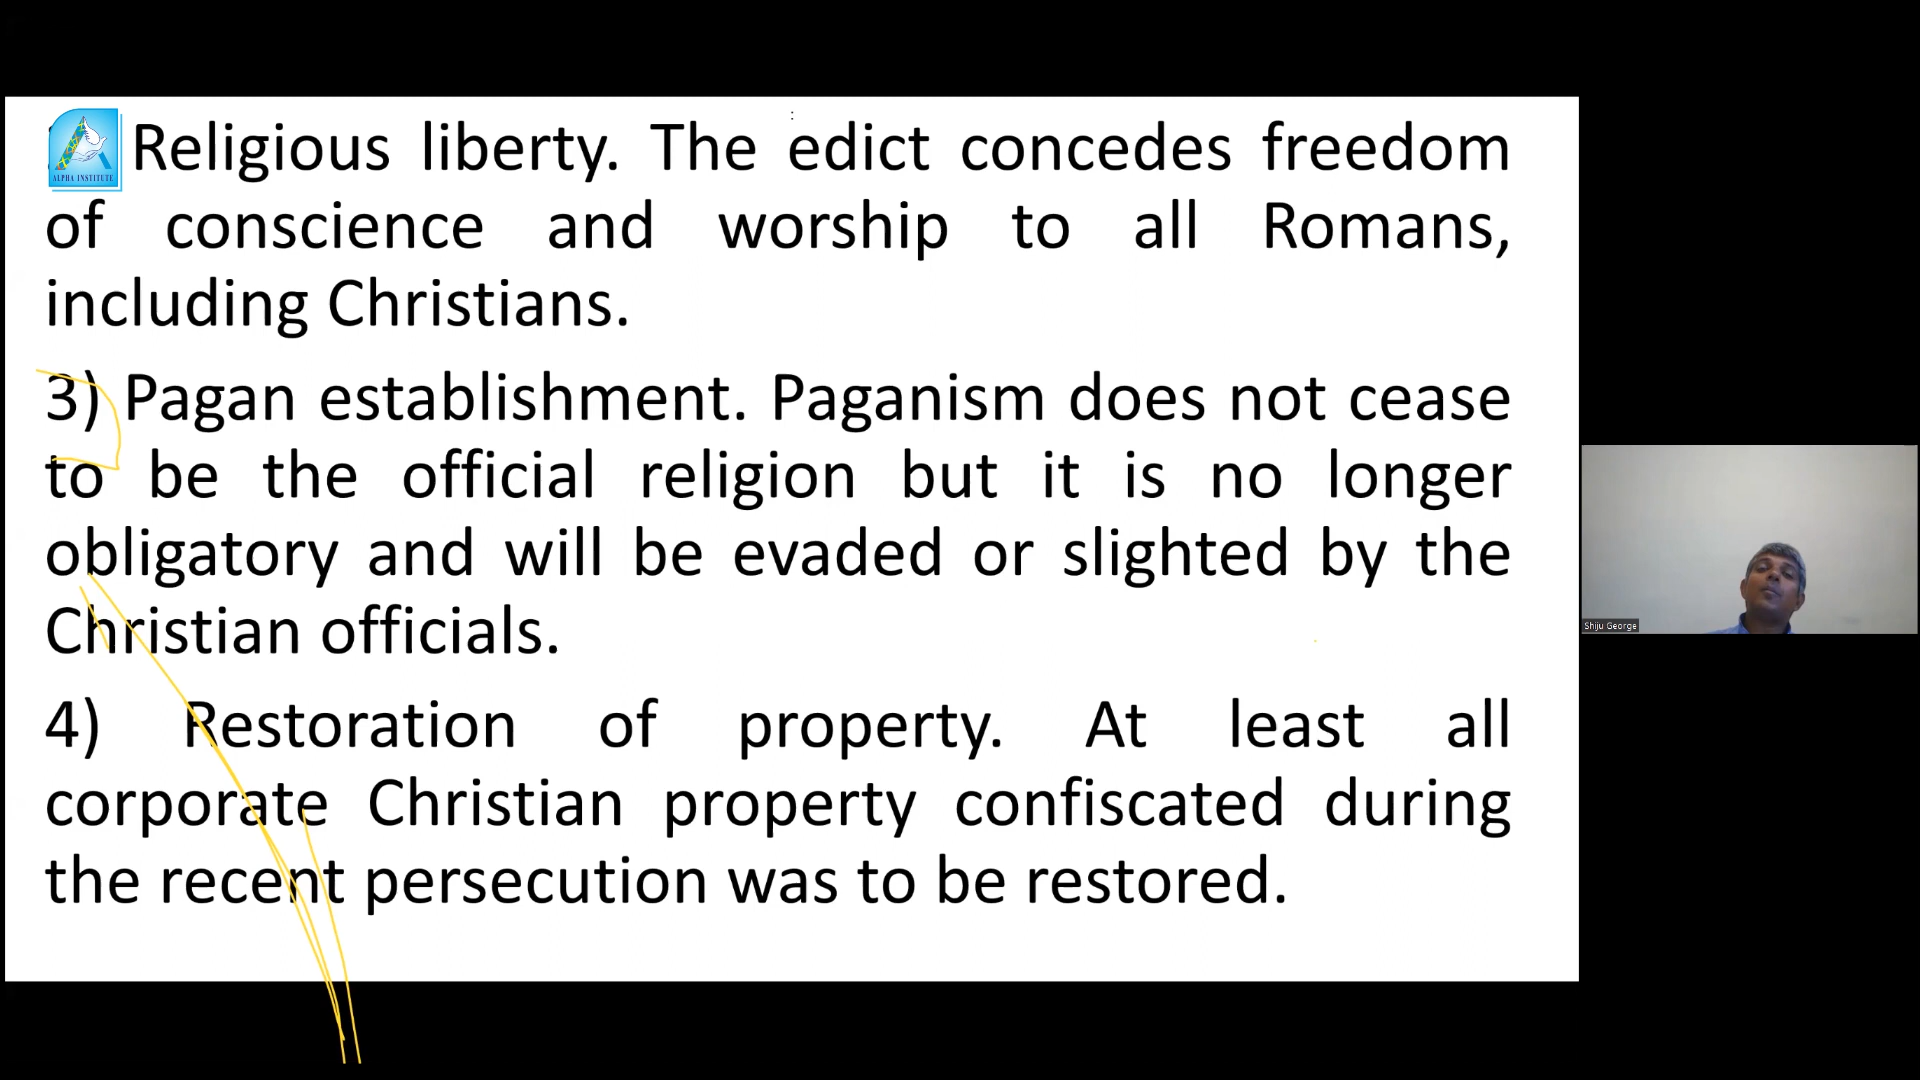 ALPHA INSTITUTE
Religious liberty. The edict concedes freedom
of conscience and worship to all Romans,
including Christians.
3) Pagan establishment. Paganism does not cease
to be the official religion but it is no longer
obligatory and will be evaded or slighted by the
Christian officials.
4) Restoration of property. At least all
corporate Christian property confiscated during
the recent persecution was to be restored.
Shiju George